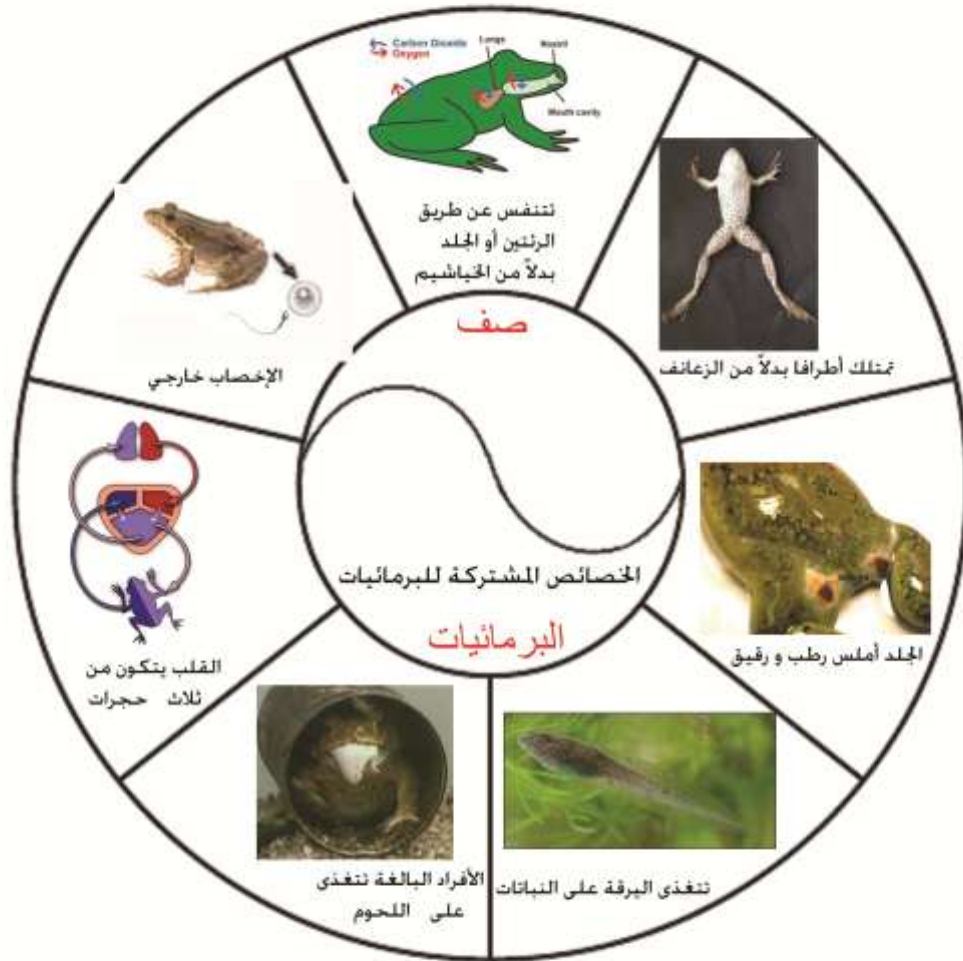 Carbon Dioxide
Oxygen
Lungs
Nostril
Mouth cavity
تتنفس عن طريق
الرئتين أو الجلد
بدلاً من الخياشيم
تمتلك أطرافا بدلاً من الزعانف
الجلد أملس رطب و رقيق
تتغذى اليرقة على النباتات
الأفراد البالغة تتغذى
على اللحوم
القلب يتكون من
ثلاث حجرات
الإخصاب خارجي
صف
الخصائص المشتركة للبرمائيات
البرمائيات